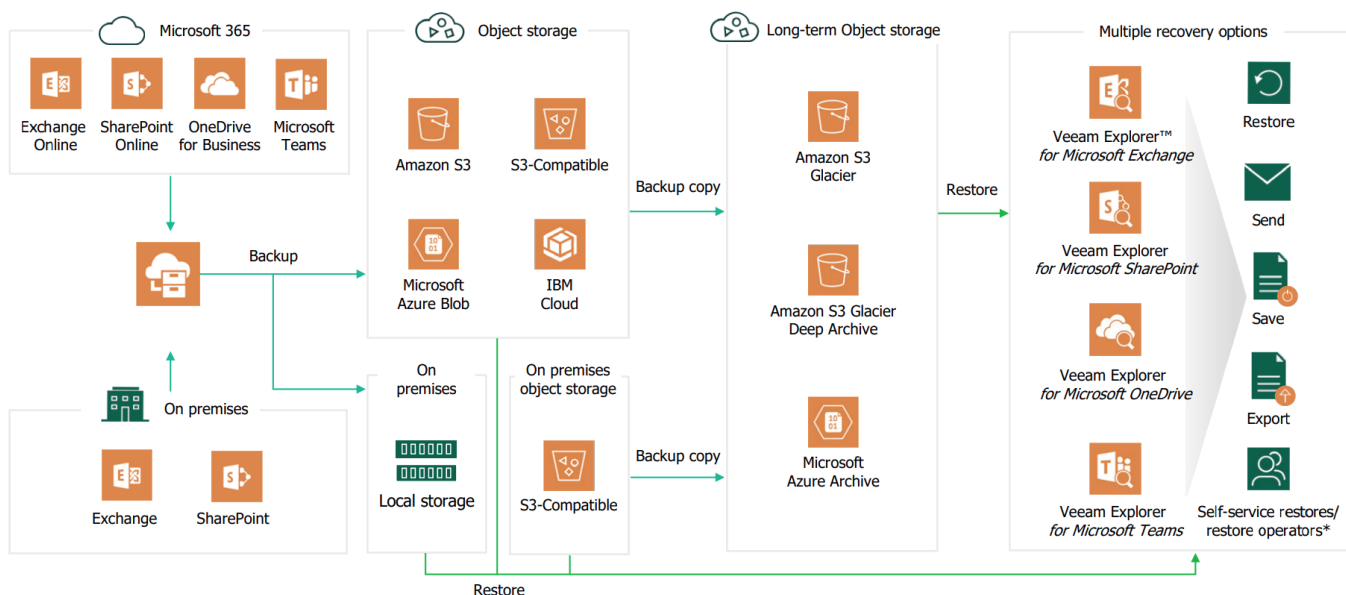 Microsoft 365
Exchange
Online
SharePoint
Online
OneDrive
for Business
Microsoft
Teams
Backup
On premises
Exchange
SharePoint
Object storage
Amazon S3
S3-Compatible
Microsoft
Azure Blob
IBM
Cloud
On
premises
Local storage
On premises
object storage
S3-Compatible
Backup copy
Backup copy
Long-term Object storage
Amazon S3
Glacier
Amazon S3 Glacier
Deep Archive
Microsoft
Azure Archive
Restore
Restore
Multiple recovery options
Veeam Explorer™
for Microsoft Exchange
Veeam Explorer
for Microsoft SharePoint
Veeam Explorer
for Microsoft OneDrive
Veeam Explorer
for Microsoft Teams
Restore
Send
Save
Export
Self-service restores/
restore operators*